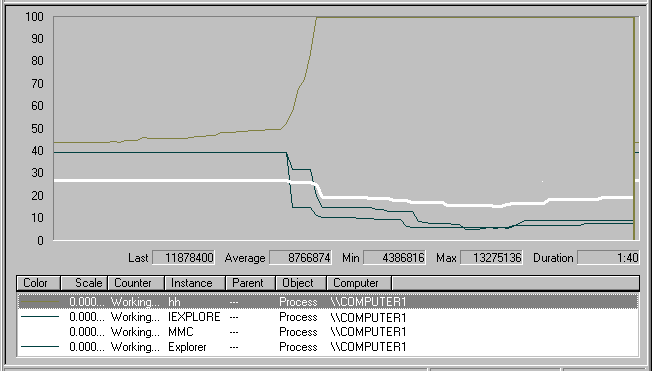 100
90
80
70
60
50
40
30
20
10
0
Last 11878400 Average 8766874 Min 4386816 Max 13275136 Duration 1:40
Color Scale Counter Instance Parent Object Computer
0.000... Working... hh --- Process \\COMPUTER1
0.000... Working... IEXPLORE --- Process \\COMPUTER1
0.000... Working... MMC --- Process \\COMPUTER1
0.000... Working... Explorer --- Process \\COMPUTER1